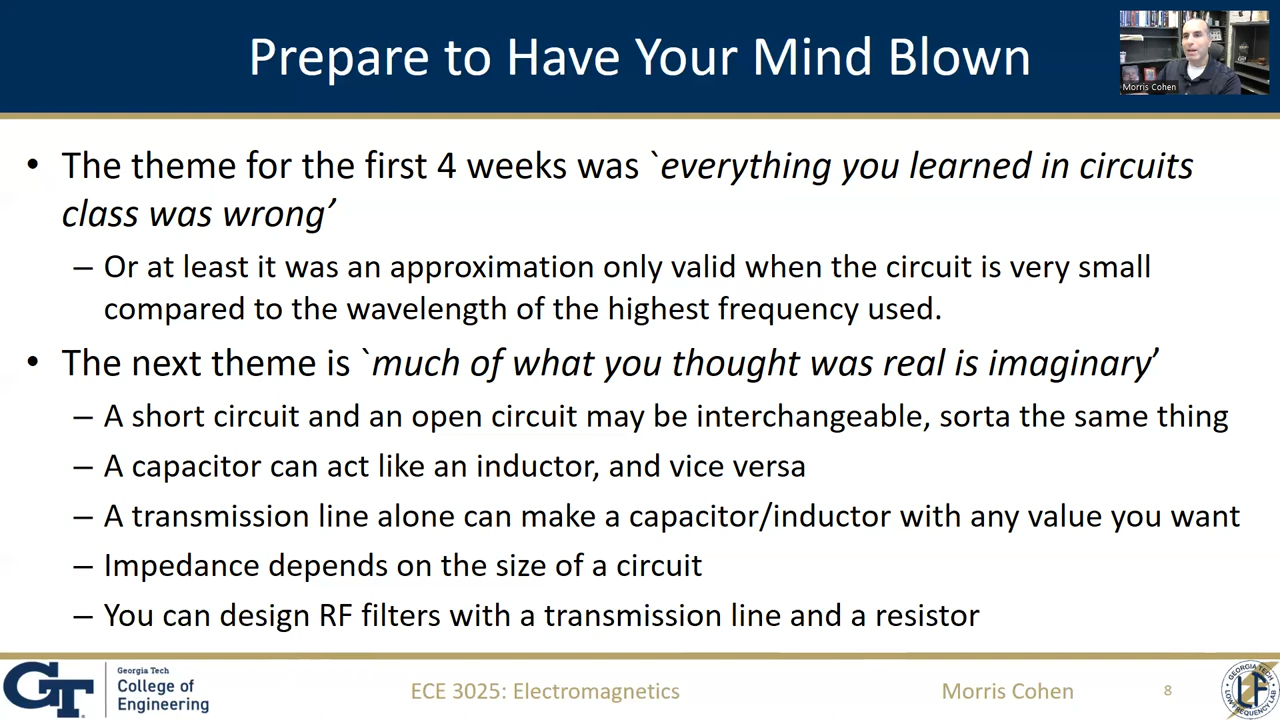 Prepare to Have Your Mind Blown
Morris Cohen
• The theme for the first 4 weeks was `everything you learned in circuits
class was wrong’
– Or at least it was an approximation only valid when the circuit is very small
compared to the wavelength of the highest frequency used.
• The next theme is `much of what you thought was real is imaginary’
– A short circuit and an open circuit may be interchangeable, sorta the same thing
– A capacitor can act like an inductor, and vice versa
– A transmission line alone can make a capacitor/inductor with any value you want
– Impedance depends on the size of a circuit
– You can design RF filters with a transmission line and a resistor
GT
Georgia Tech
College of
Engineering
ECE 3025: Electromagnetics
Morris Cohen
8
GEORGIA TECH
LF
LOW FREQUENCY LAB